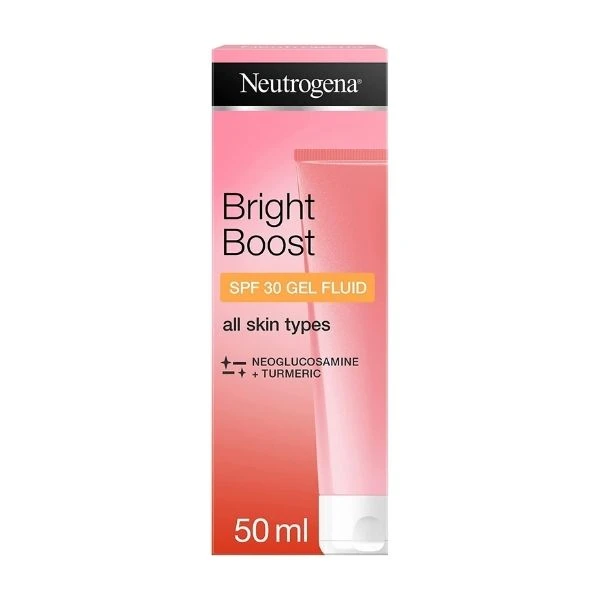 Neutrogena®
Bright
Boost
SPF 30 GEL FLUID
all skin types
NEOGLUCOSAMINE
+ TURMERIC
50 ml